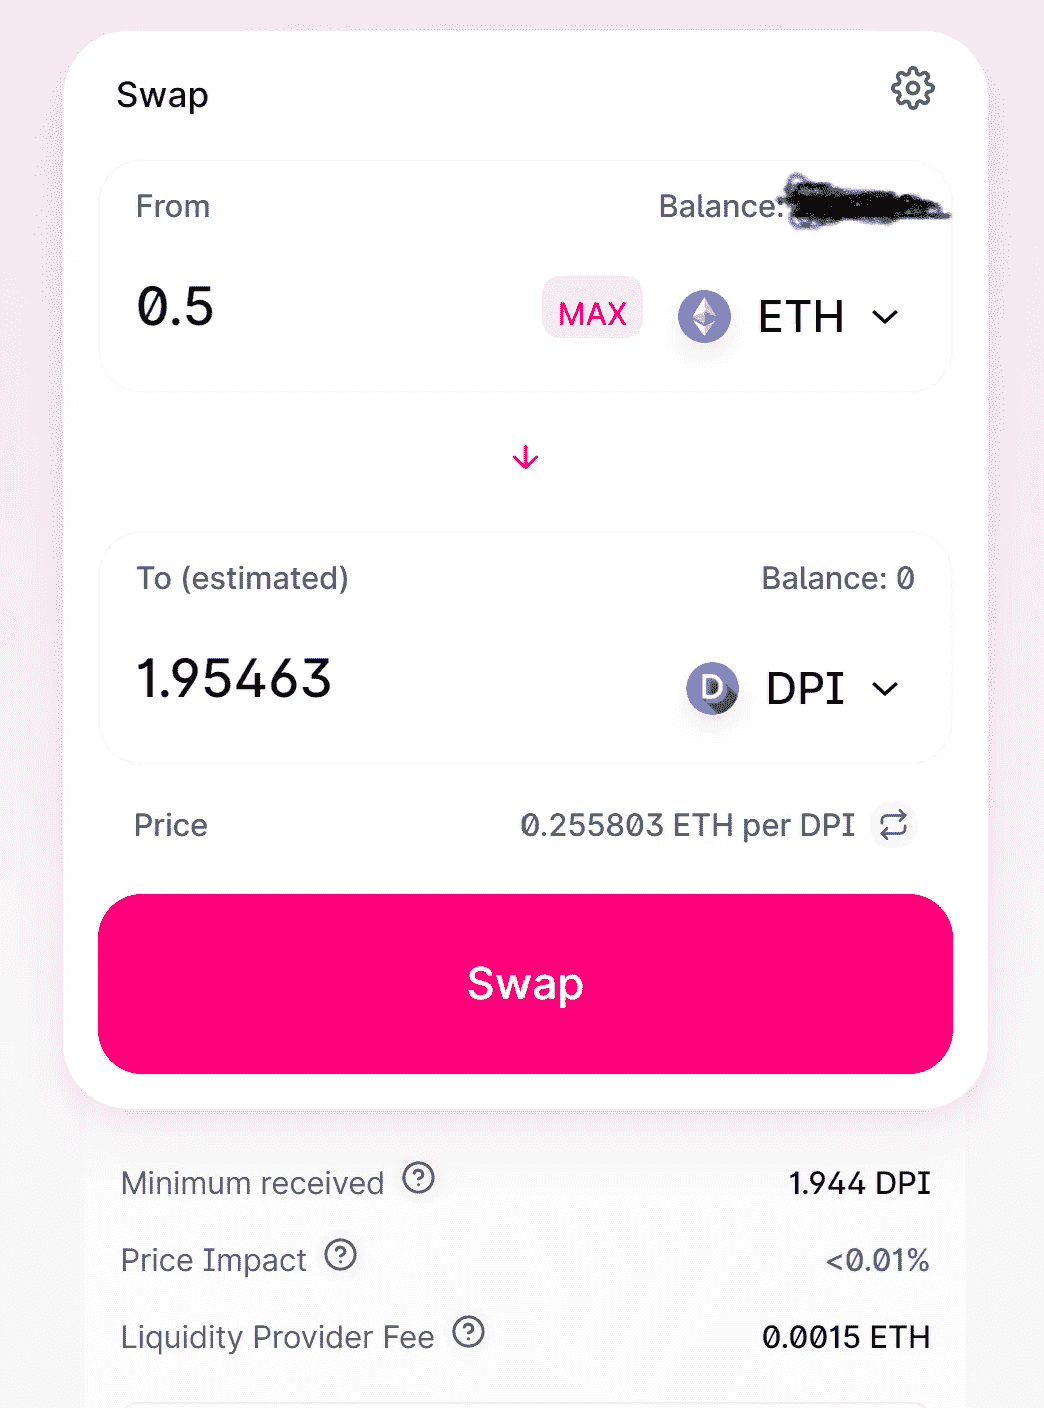 Swap
From Balance:
0.5 MAX ETH
To (estimated) Balance: 0
1.95463 D DPI
Price 0.255803 ETH per DPI
Swap
Minimum received ? 1.944 DPI
Price Impact ? <0.01%
Liquidity Provider Fee ? 0.0015 ETH